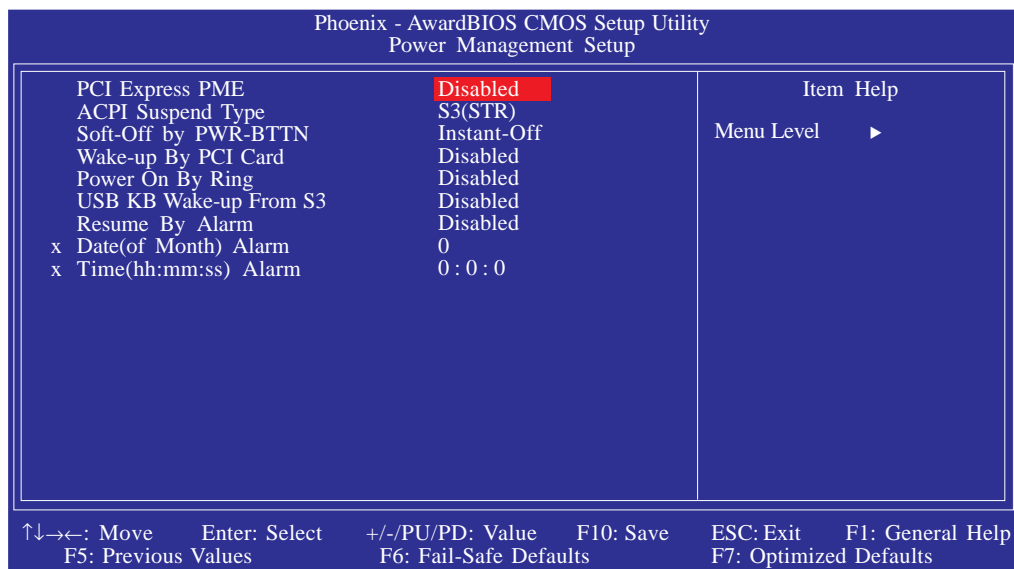 Phoenix - AwardBIOS CMOS Setup Utility
Power Management Setup
PCI Express PME Disabled
ACPI Suspend Type S3(STR)
Soft-Off by PWR-BTTN Instant-Off
Wake-up By PCI Card Disabled
Power On By Ring Disabled
USB KB Wake-up From S3 Disabled
Resume By Alarm Disabled
x Date(of Month) Alarm 0
x Time(hh:mm:ss) Alarm 0 : 0 : 0
Item Help
Menu Level ►
↑↓→←: Move Enter: Select +/-/PU/PD: Value F10: Save ESC: Exit F1: General Help
F5: Previous Values F6: Fail-Safe Defaults F7: Optimized Defaults